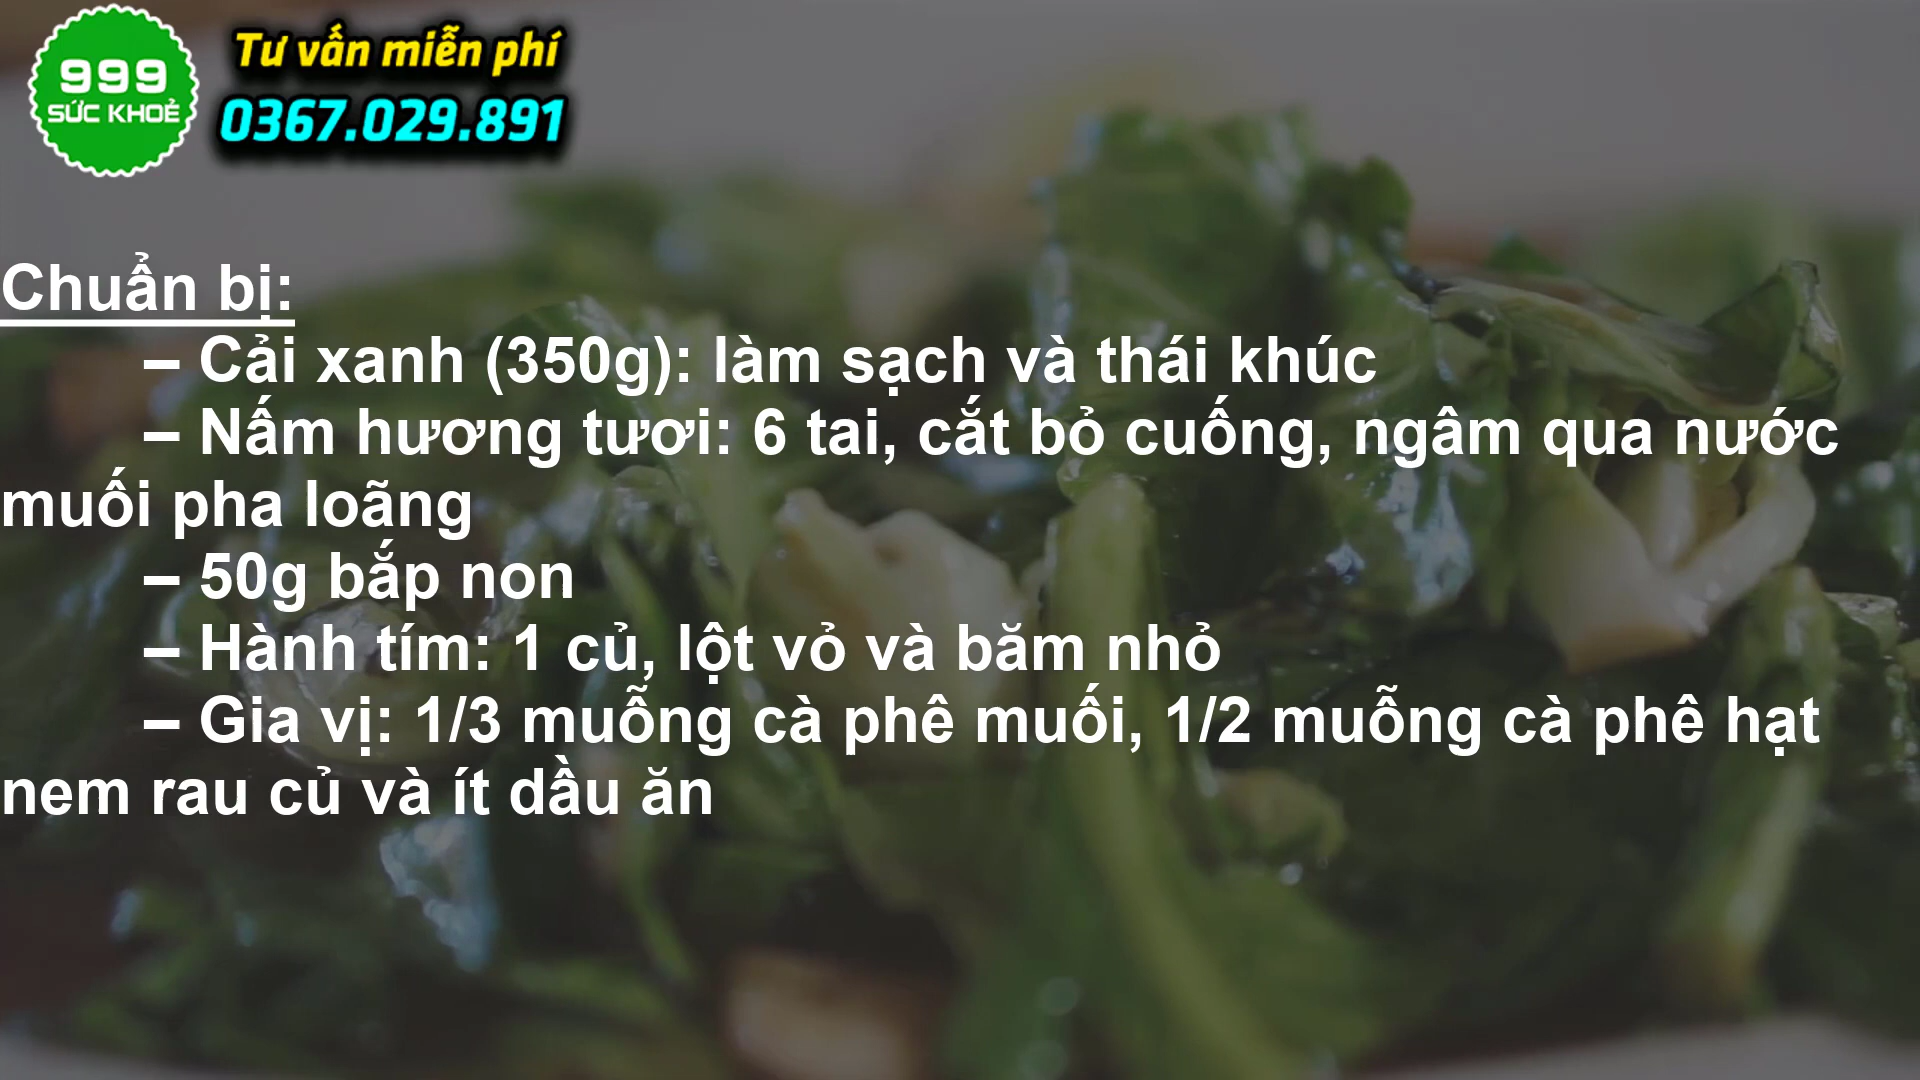 999
SỨC KHOẺ
Tư vấn miễn phí
0367.029.891
Chuẩn bị:
– Cải xanh (350g): làm sạch và thái khúc
– Nấm hương tươi: 6 tai, cắt bỏ cuống, ngâm qua nước
muối pha loãng
– 50g bắp non
– Hành tím: 1 củ, lột vỏ và băm nhỏ
– Gia vị: 1/3 muỗng cà phê muối, 1/2 muỗng cà phê hạt
nem rau củ và ít dầu ăn